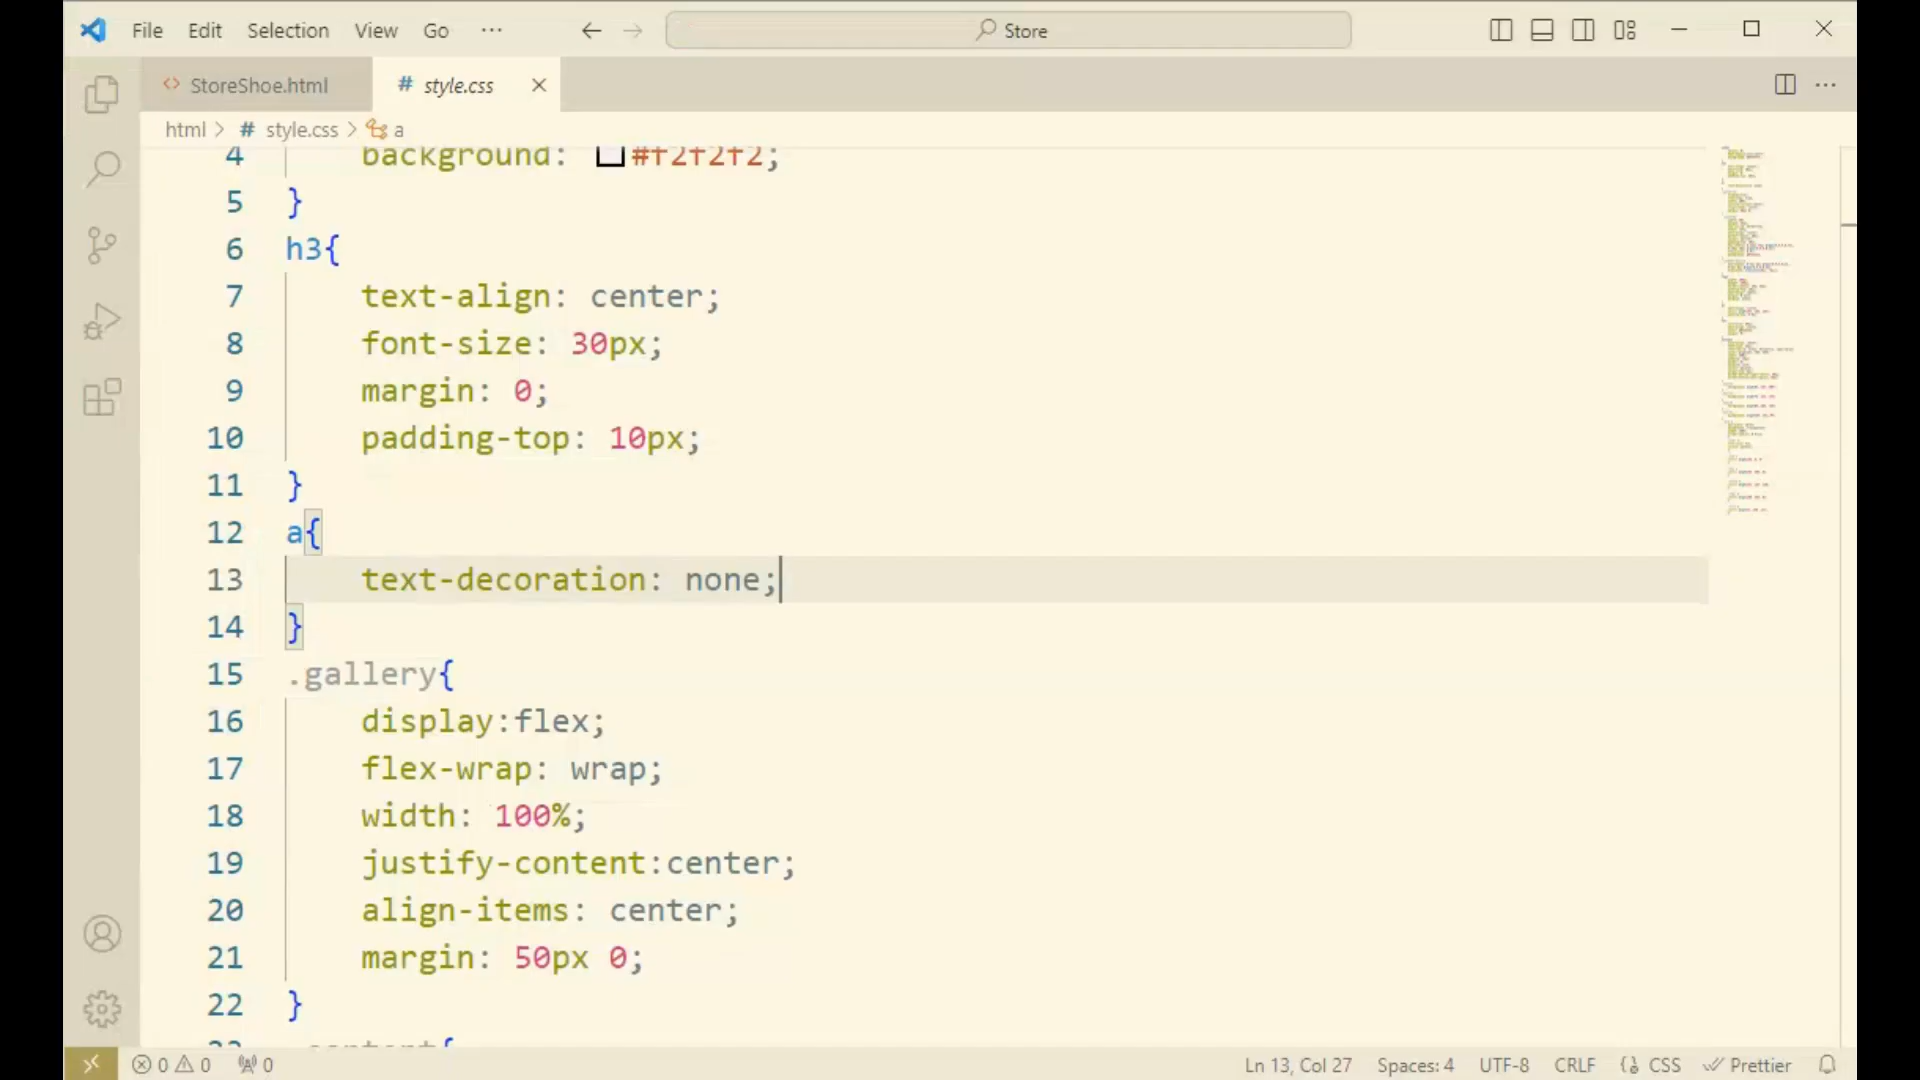 File Edit Selection View Go ··· Store
StoreShoe.html # style.css
html > # style.css > a
4 background: #f2f2f2;
5 }
6 h3{
7 text-align: center;
8 font-size: 30px;
9 margin: 0;
10 padding-top: 10px;
11 }
12 a{
13 text-decoration: none;
14 }
15 .gallery{
16 display:flex;
17 flex-wrap: wrap;
18 width: 100%;
19 justify-content:center;
20 align-items: center;
21 margin: 50px 0;
22 }
0 0 0 Ln 13, Col 27 Spaces: 4 UTF-8 CRLF {} CSS Prettier